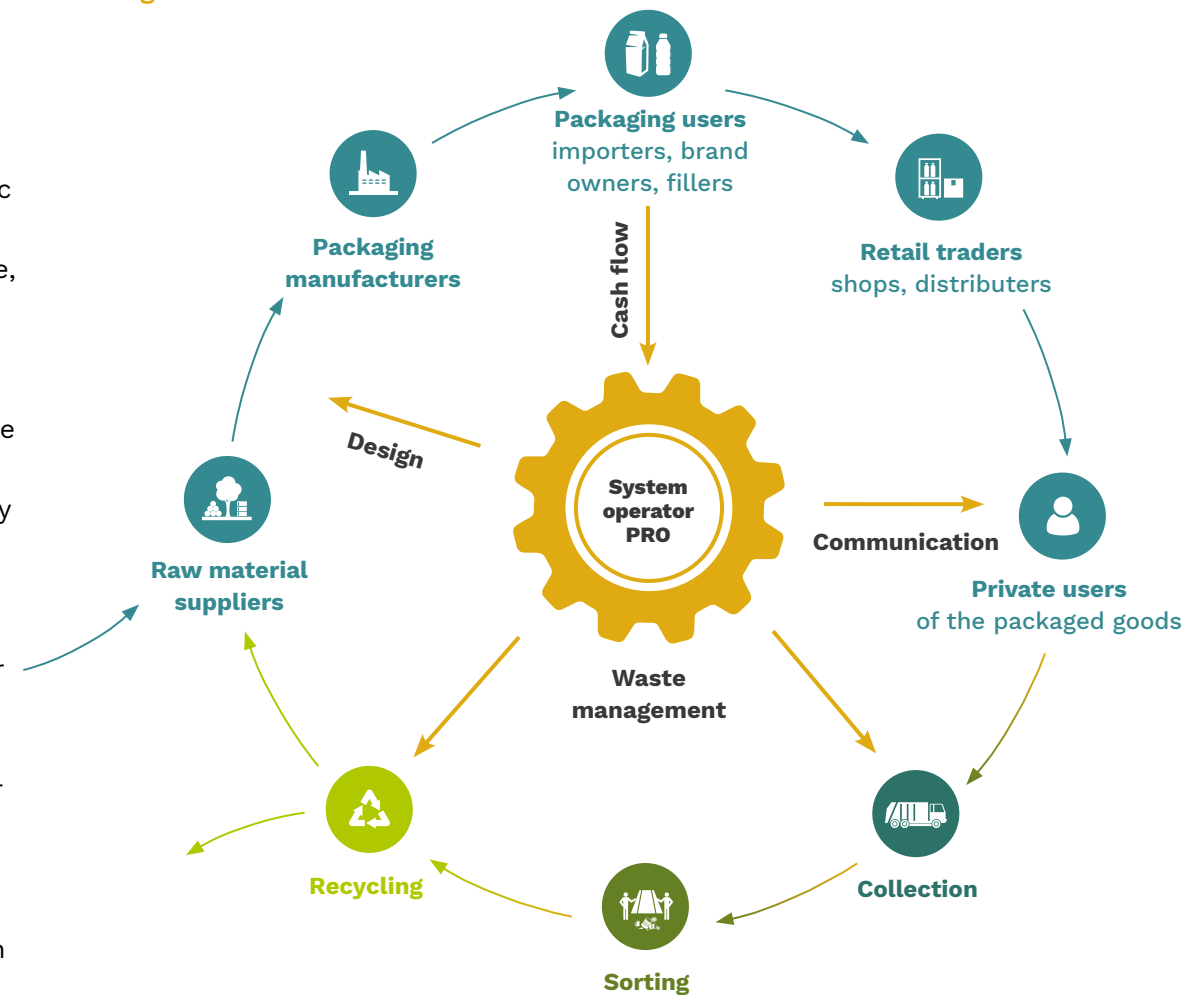 Packaging users
importers, brand
owners, fillers
Packaging
manufacturers
Retail traders
shops, distributers
Cash flow
Design
System
operator
PRO
Communication
Raw material
suppliers
Private users
of the packaged goods
Waste
management
Recycling
Collection
Sorting